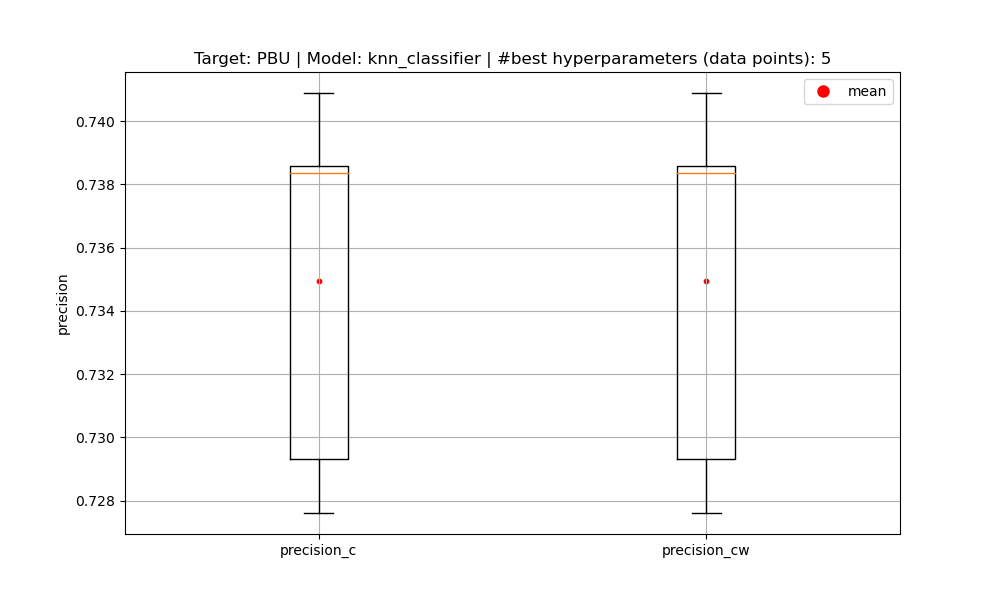 Target: PBU | Model: knn_classifier | #best hyperparameters (data points): 5
mean
0.740
0.738
0.736
0.734
0.732
0.730
0.728
precision
precision_c
precision_cw